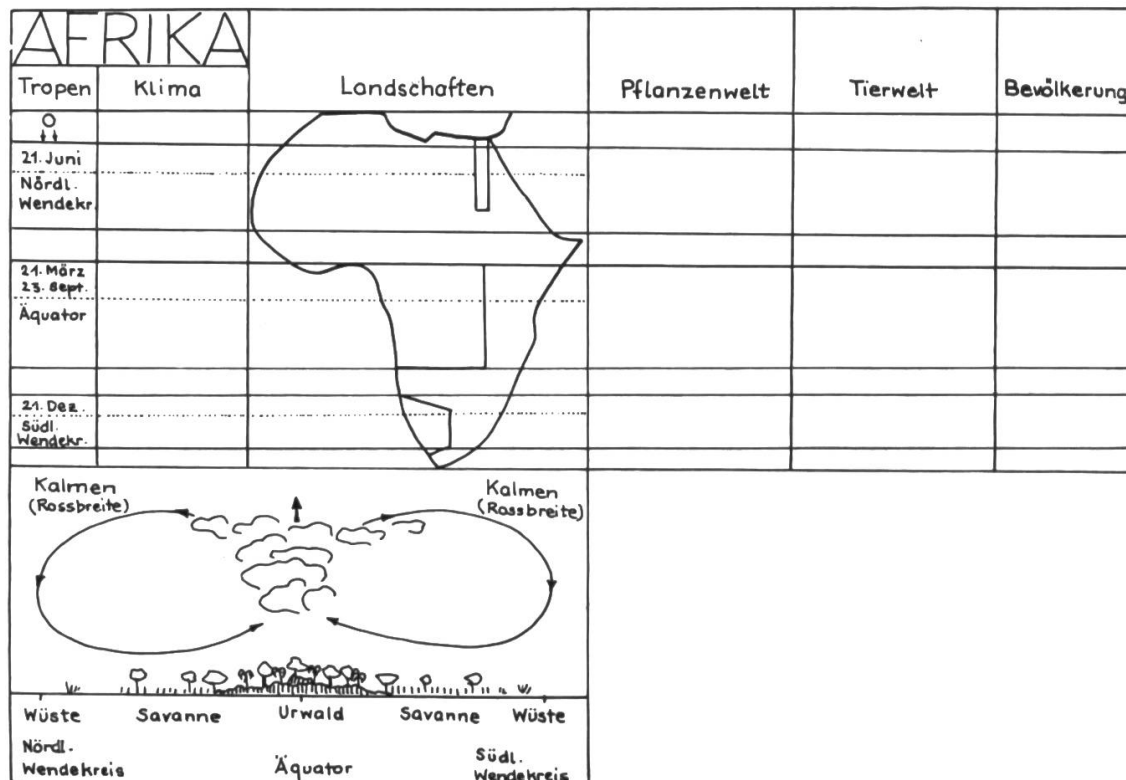 AFRIKA
Tropen Klima Landschaften Pflanzenwelt Tierwelt Bevölkerung
21. Juni
Nördl.
Wendekr.
21. März
23. Sept.
Äquator
21. Dez.
Südl.
Wendekr.
Kalmen
(Rossbreite)
Kalmen
(Rossbreite)
Wüste Savanne Urwald Savanne Wüste
Nördl.
Wendekreis
Äquator
Südl.
Wendekreis